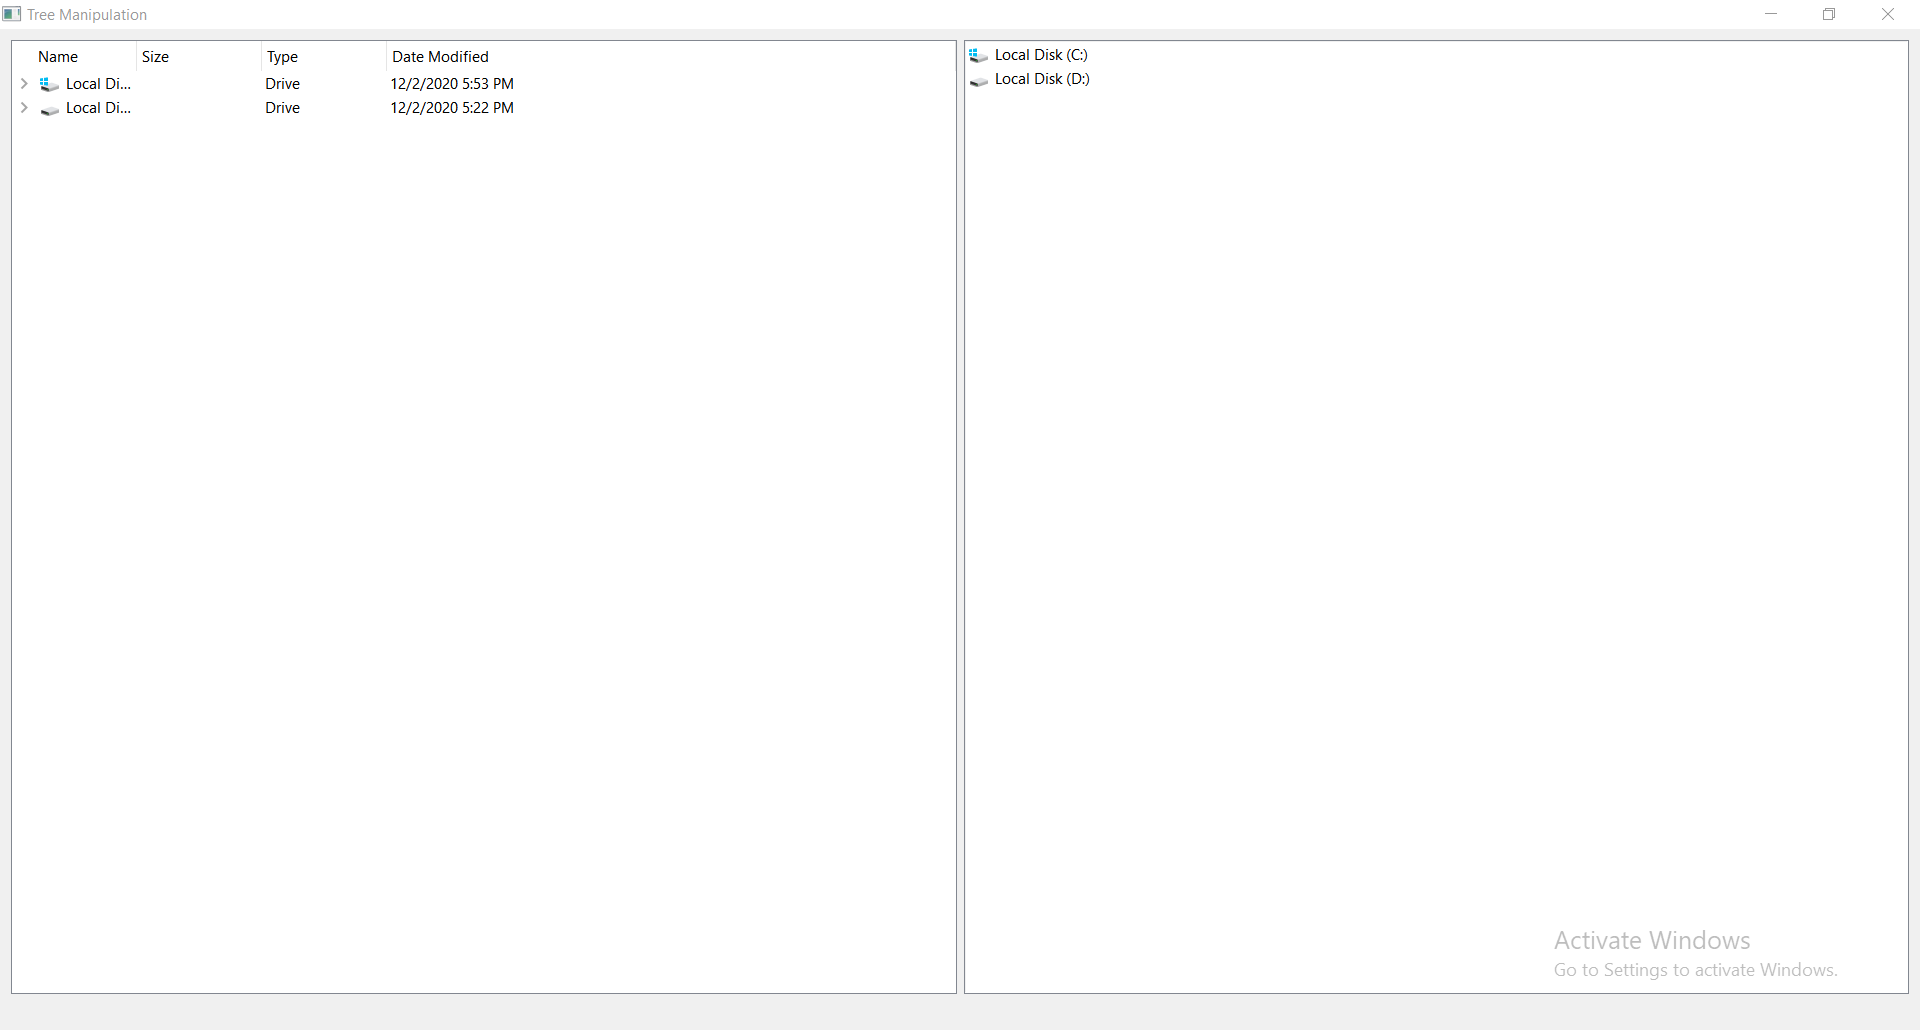 Tree Manipulation
Name Size Type Date Modified
Local Di... Drive 12/2/2020 5:53 PM
Local Di... Drive 12/2/2020 5:22 PM
Local Disk (C:)
Local Disk (D:)
Activate Windows
Go to Settings to activate Windows.